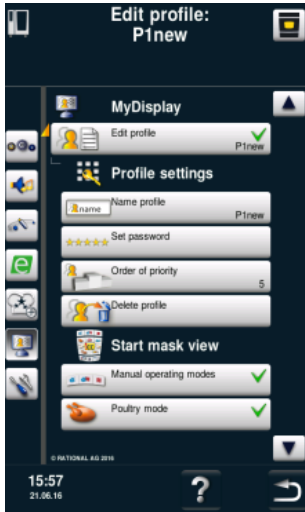 Edit profile:
P1new
MyDisplay
Edit profile
P1new
Profile settings
name
Name profile
P1new
Set password
Order of priority
5
Delete profile
Start mask view
Manual operating modes
Poultry mode
© RATIONAL AG 2016
15:57
21.06.16
?